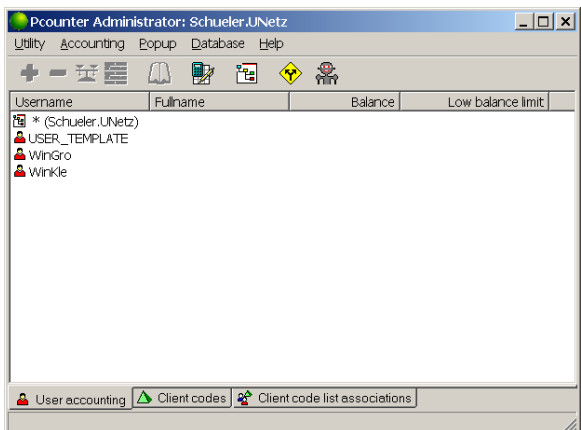 Pcounter Administrator: Schueler.UNetz
Utility Accounting Popup Database Help
Username Fullname Balance Low balance limit
* (Schueler.UNetz)
USER_TEMPLATE
WinGro
WinKle
User accounting Client codes Client code list associations